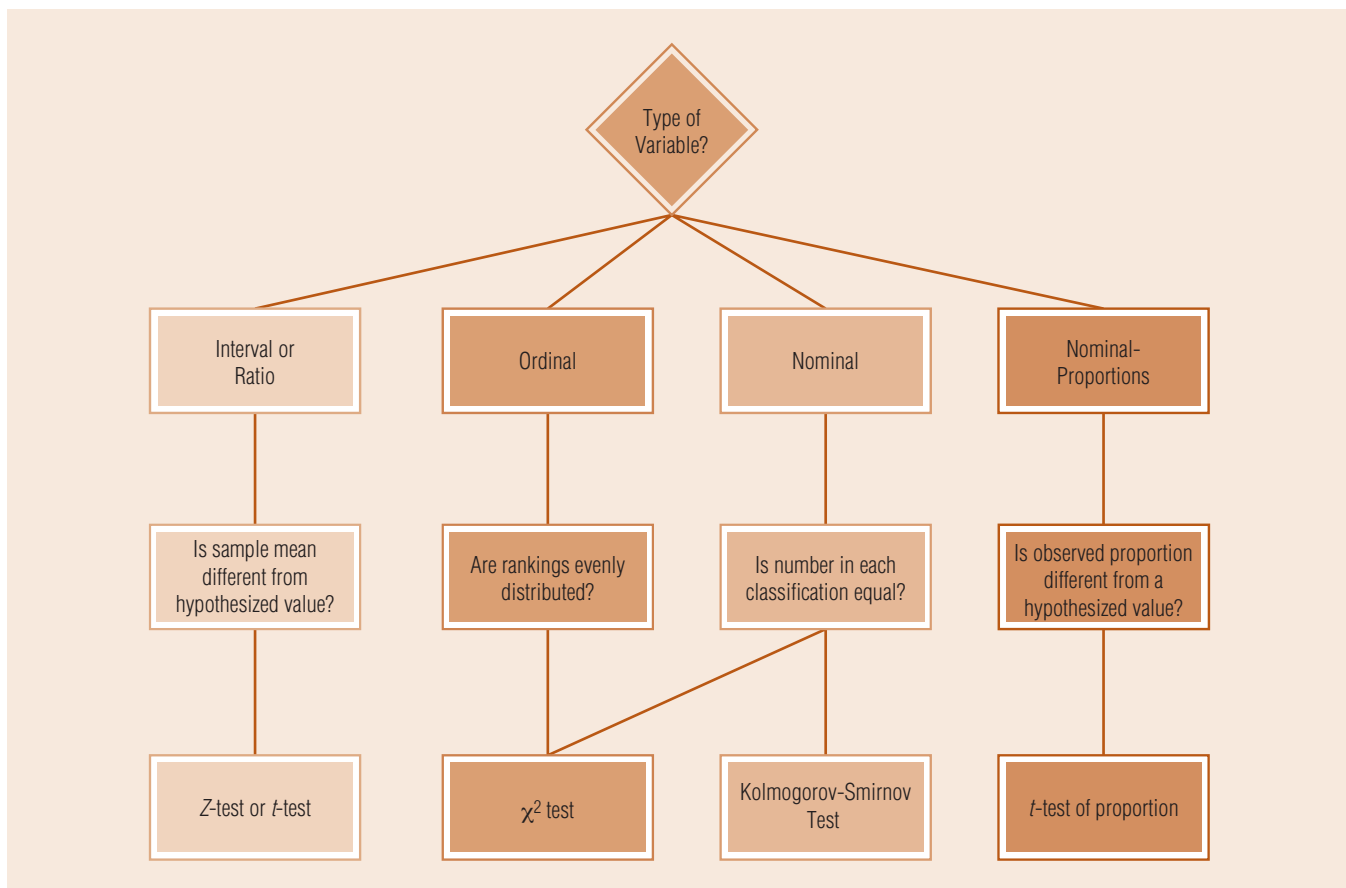 Type of
Variable?
Interval or
Ratio
Ordinal
Nominal
Nominal-
Proportions
Is sample mean
different from
hypothesized value?
Are rankings evenly
distributed?
Is number in each
classification equal?
Is observed proportion
different from a
hypothesized value?
Z-test or t-test
χ² test
Kolmogorov-Smirnov
Test
t-test of proportion